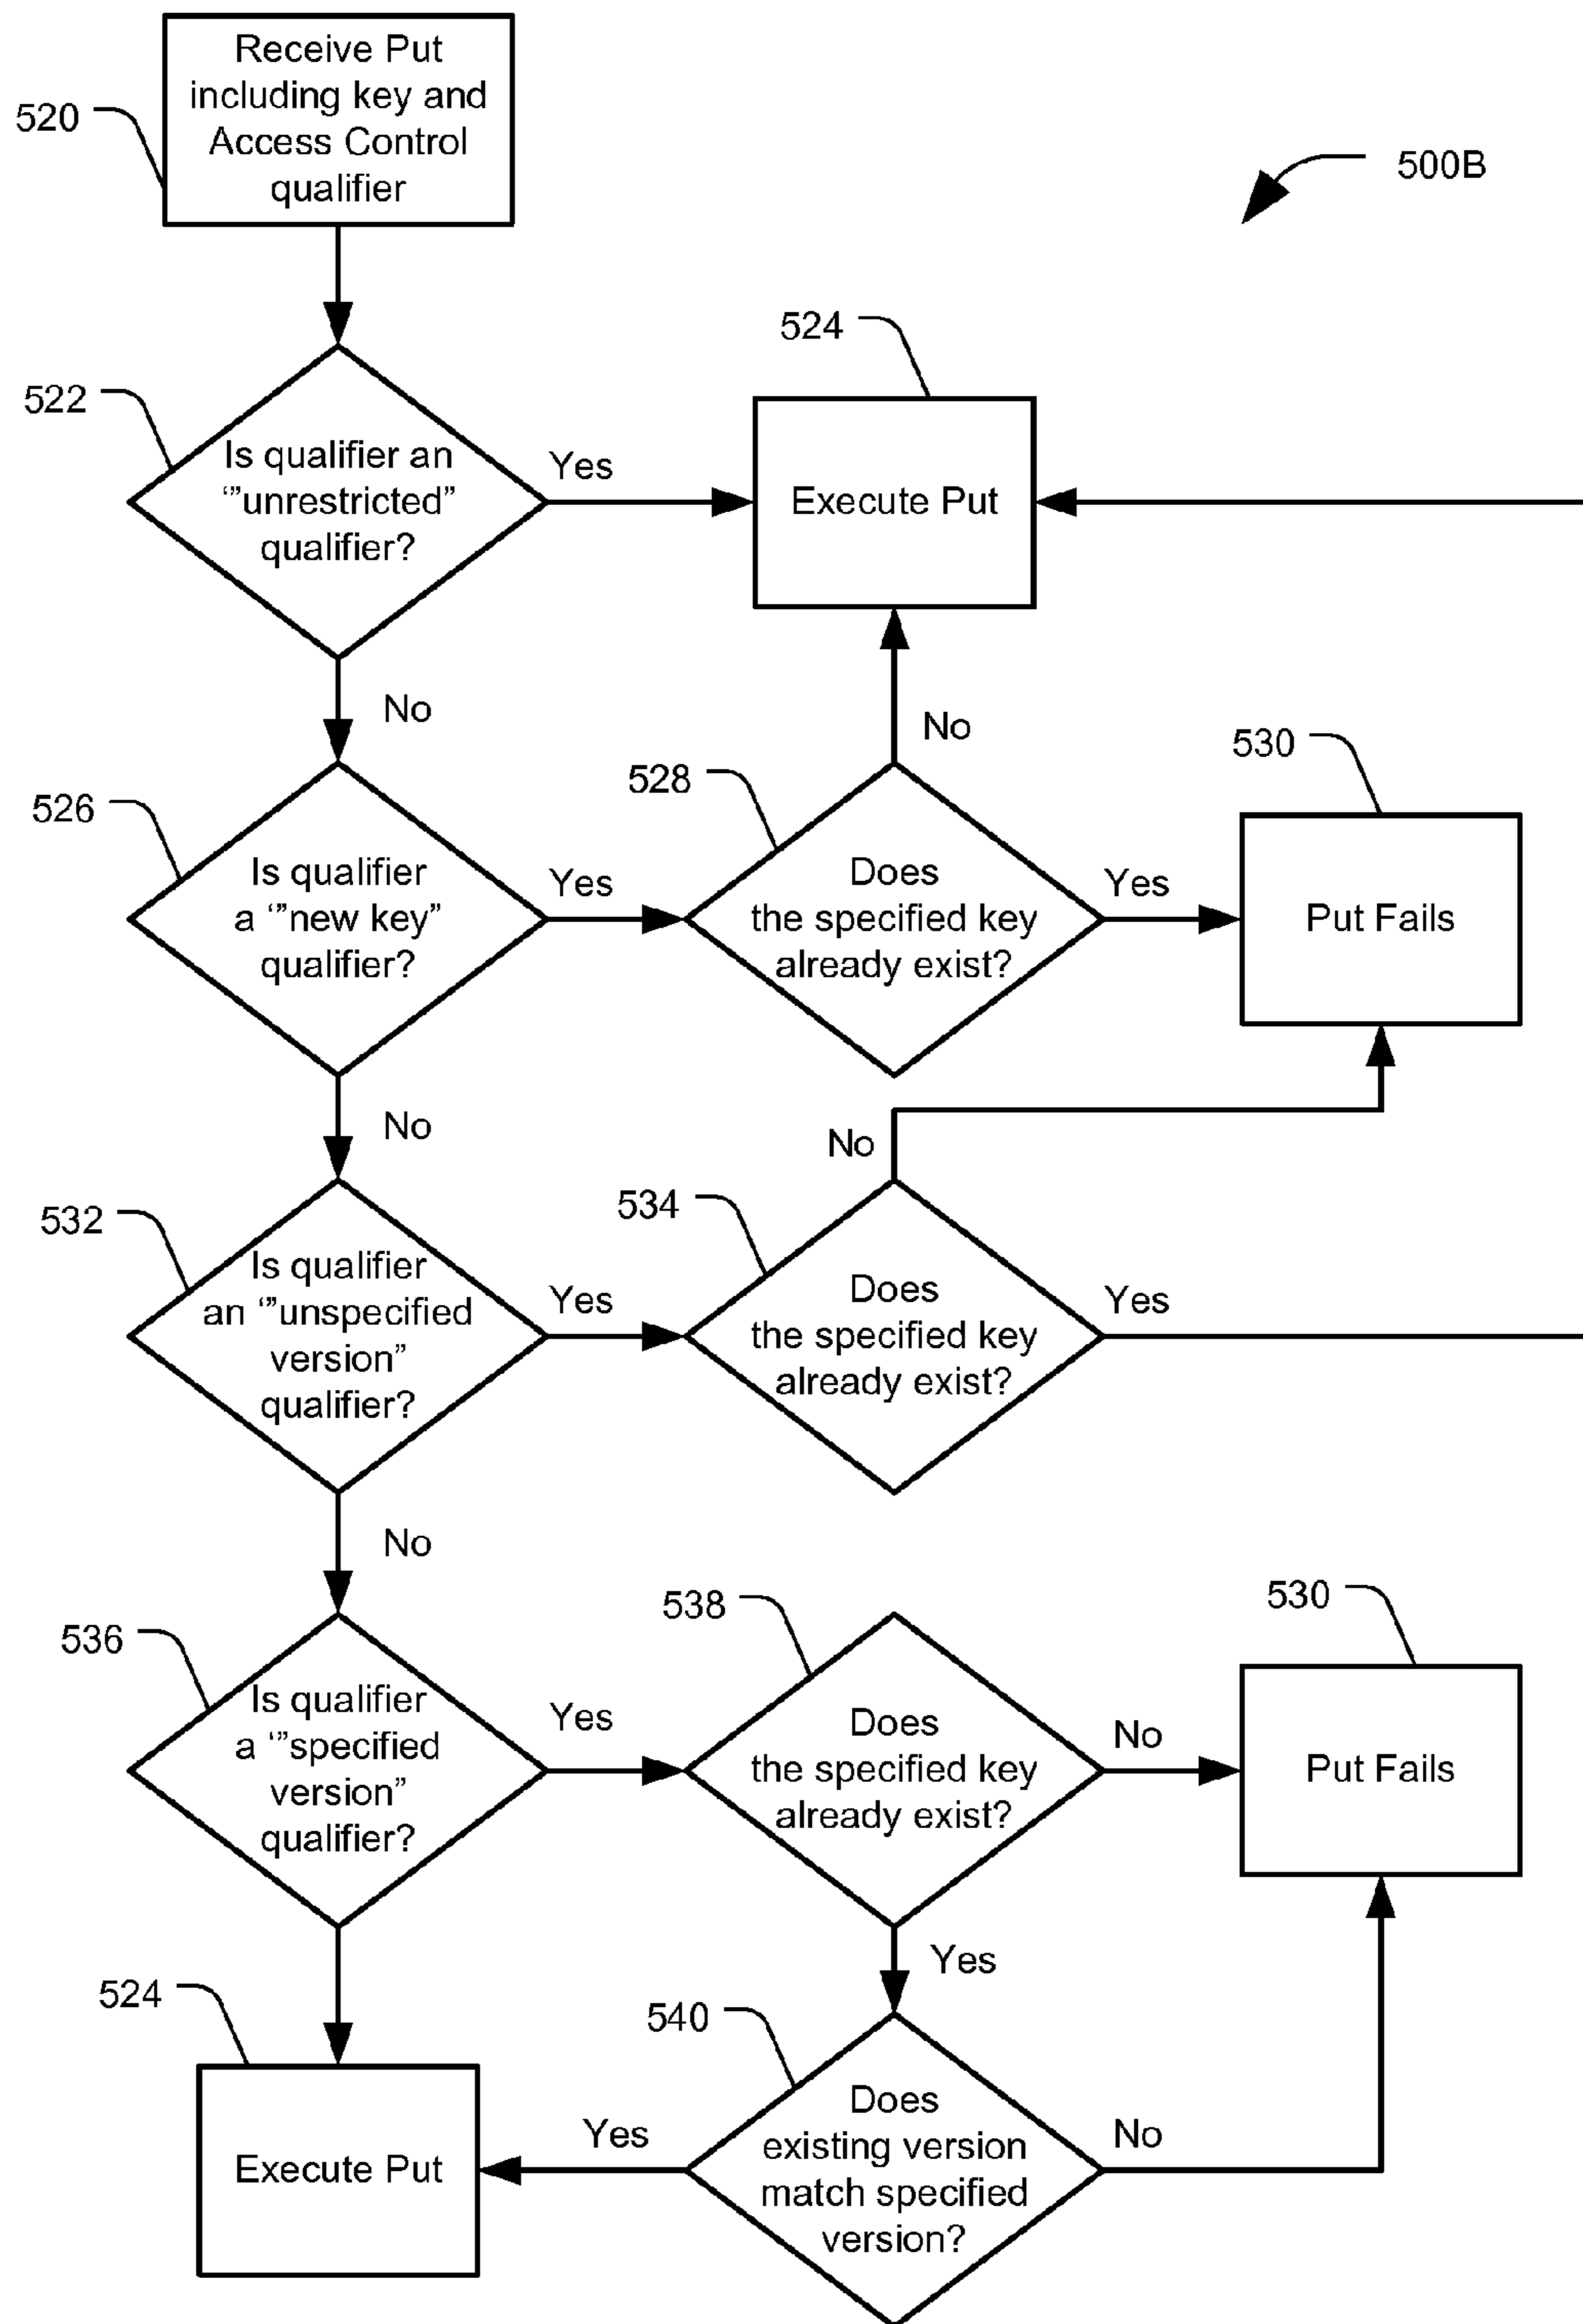 Receive Put
including key and
Access Control
qualifier
520
500B
524
522
Is qualifier an
‘”unrestricted”
qualifier?
Yes
Execute Put
No
No
530
528
526
Is qualifier
a ‘”new key”
qualifier?
Yes
Does
the specified key
already exist?
Yes
Put Fails
No
No
534
532
Is qualifier
an ‘”unspecified
version”
qualifier?
Yes
Does
the specified key
already exist?
Yes
No
538
530
536
Is qualifier
a ‘”specified
version”
qualifier?
Yes
Does
the specified key
already exist?
No
Put Fails
Yes
524
540
Execute Put
Yes
Does
existing version
match specified
version?
No